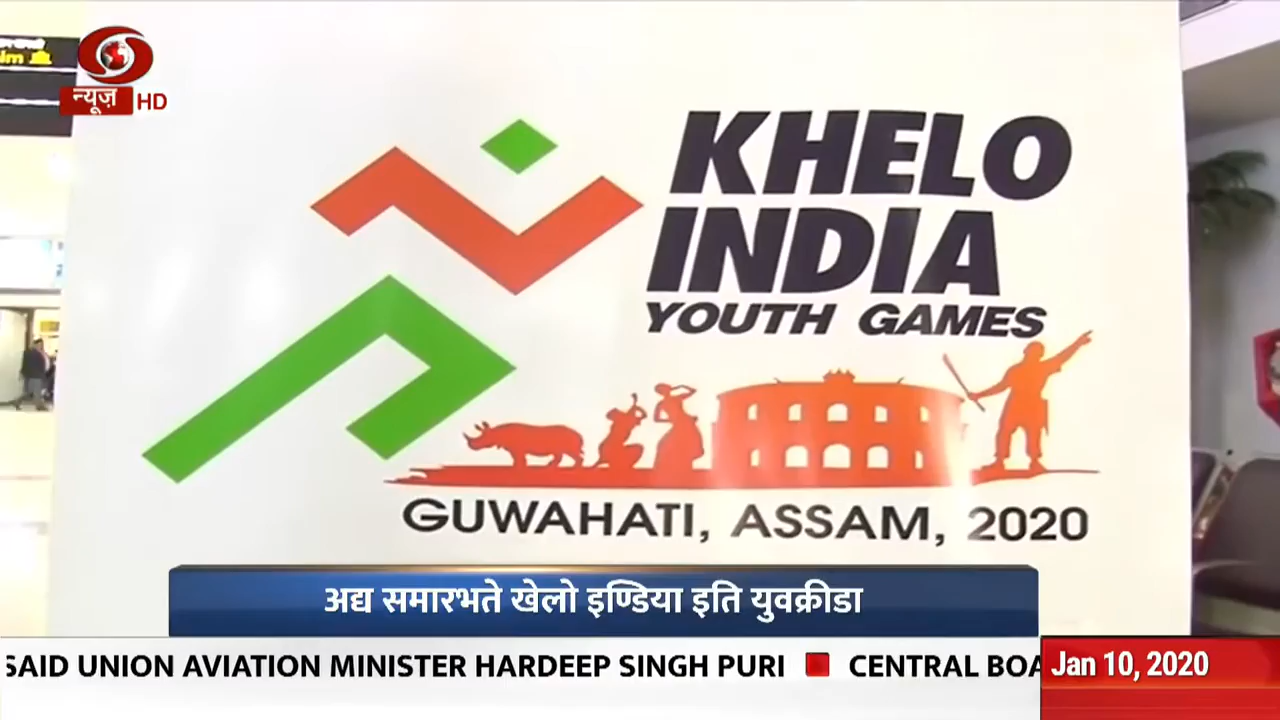 im
न्यूज़ HD
KHELO
INDIA
YOUTH GAMES
GUWAHATI, ASSAM, 2020
अद्य समारभते खेलो इण्डिया इति युवक्रीडा
SAID UNION AVIATION MINISTER HARDEEP SINGH PURI CENTRAL BOA
Jan 10, 2020